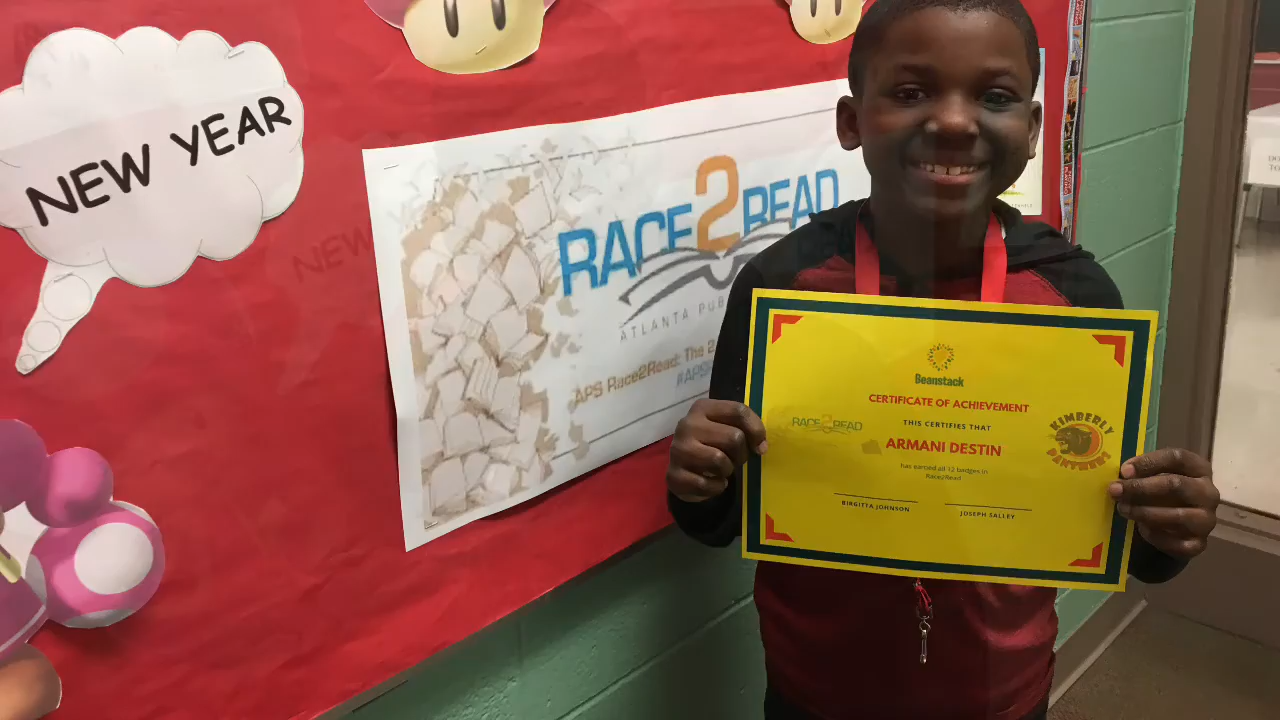 NEW YEAR
RACE2READ
ATLANTA PUB
APS Race2Read: The 2
#APS
Beanstack
CERTIFICATE OF ACHIEVEMENT
THIS CERTIFIES THAT
RACE2READ
ARMANI DESTIN
KIMBERLY
PANTHERS
has earned all 12 badges in
Race2Read
BIRGITTA JOHNSON
JOSEPH SALLEY